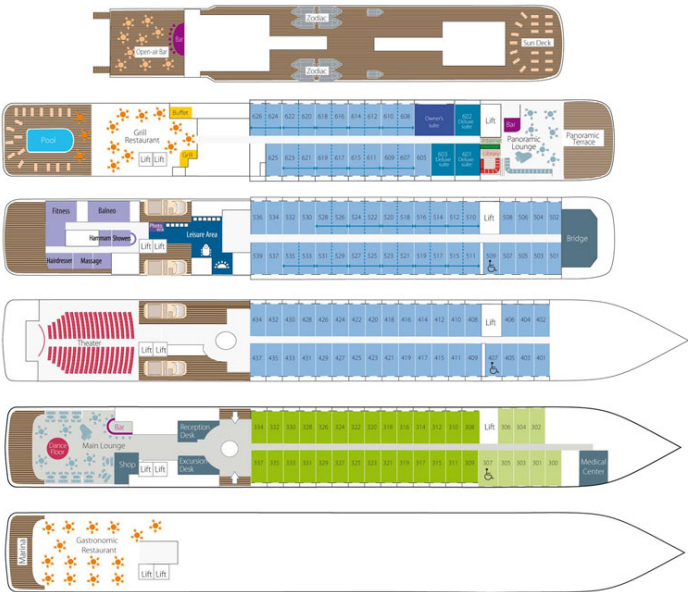 Open-air Bar
Bar
Zodiac
Zodiac
Sun Deck
Pool
Grill
Restaurant
Buffet
Grill
Lift Lift
626 624 622 620 618 616 614 612 610 608
Owner's
suite
602
Deluxe
suite
Lift
Bar
Internet
Library
Panoramic
Lounge
Panoramic
Terrace
625 623 621 619 617 615 611 609 607 605
603
Deluxe
suite
601
Deluxe
suite
Fitness
Balneo
Hammam
Showers
Hairdresser
Massage
Photo
Leisure Area
Lift Lift
536 534 532 530 528 526 524 522 520 518 516 514 512 510 Lift 508 506 504 502
539 537 535 533 531 529 527 525 523 521 519 517 515 511 509 507 505 503 501
Bridge
Theater
Lift Lift
434 432 430 428 426 424 422 420 418 416 414 412 410 408 Lift 406 404 402
437 435 433 431 429 427 425 423 421 419 417 415 411 409 407 405 403 401
Dance
Floor
Main Lounge
Bar
Shop
Lift Lift
Reception
Desk
Excursion
Desk
334 332 330 328 326 324 322 320 318 316 314 312 310 308 Lift 306 304 302
337 335 333 331 329 327 325 323 321 319 317 315 311 309 307 305 303 301 300
Medical
Center
Marina
Gastionomic
Restaurant
Lift Lift